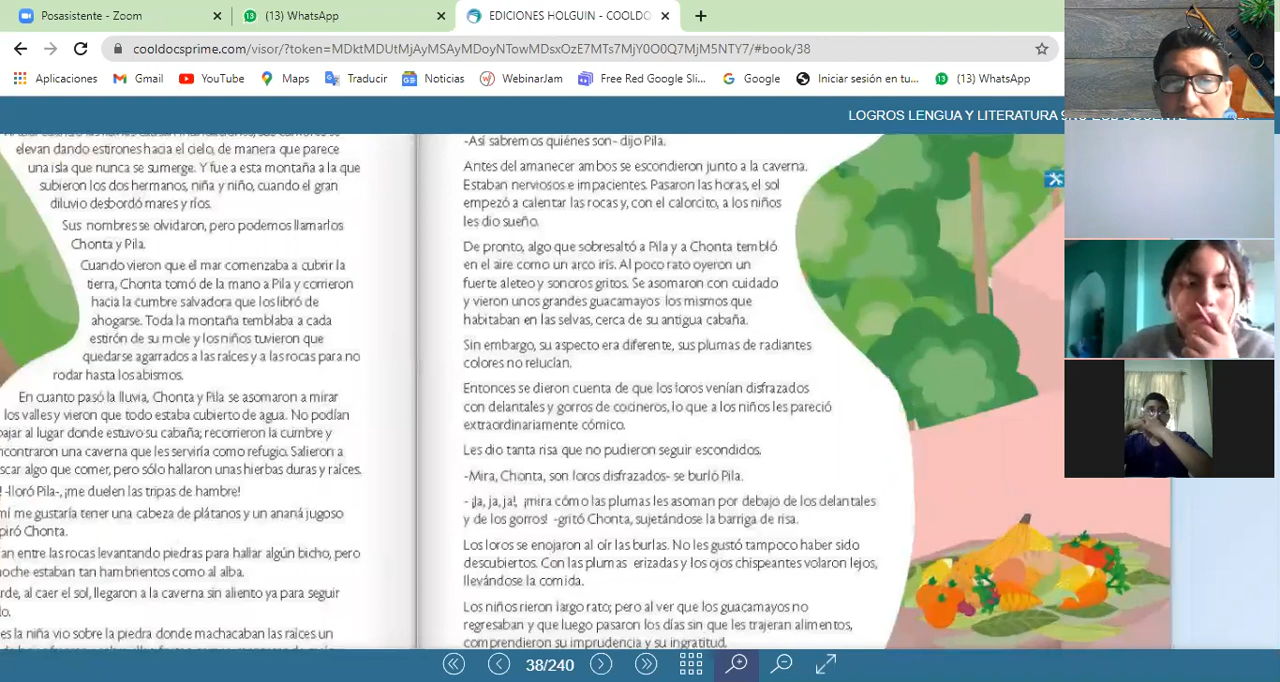 Posasistente - Zoom
(13) WhatsApp
EDICIONES HOLGUIN - COOLDO
cooldocsprime.com/visor/?token=MDktMDUtMjAyMSAyMDoyNTowMDsxOzE7MTs7MjY0O0Q7MjM5NTY7/#book/38
Aplicaciones
Gmail
YouTube
Maps
Traducir
Noticias
WebinarJam
Free Red Google Sli...
Google
Iniciar sesión en tu...
(13) WhatsApp
LOGROS LENGUA Y LITERATURA
elevan dando estirones hacia el cielo, de manera que parece
una isla que nunca se sumerge. Y fue a esta montaña a la que
subieron los dos hermanos, niña y niño, cuando el gran
diluvio desbordó mares y ríos.
Sus nombres se olvidaron, pero podemos llamarlos
Chonta y Pila.
Cuando vieron que el mar comenzaba a cubrir la
tierra, Chonta tomó de la mano a Pila y corrieron
hacia la cumbre salvadora que los libró de
ahogarse. Toda la montaña temblaba a cada
estirón de su mole y los niños tuvieron que
quedarse agarrados a las raíces y a las rocas para no
rodar hasta los abismos.
En cuanto pasó la lluvia, Chonta y Pila se asomaron a mirar
los valles y vieron que todo estaba cubierto de agua. No podían
bajar al lugar donde estuvo su cabaña; recorrieron la cumbre y
ncontraron una caverna que les serviría como refugio. Salieron a
scar algo que comer, pero sólo hallaron unas hierbas duras y raíces.
! -lloró Pila-, ¡me duelen las tripas de hambre!
mí me gustaría tener una cabeza de plátanos y un ananá jugoso
piró Chonta.
an entre las rocas levantando piedras para hallar algún bicho, pero
noche estaban tan hambrientos como al alba.
rde, al caer el sol, llegaron a la caverna sin aliento ya para seguir
lo.
es la niña vio sobre la piedra donde machacaban las raíces un
-Así sabremos quiénes son- dijo Pila.
Antes del amanecer ambos se escondieron junto a la caverna.
Estaban nerviosos e impacientes. Pasaron las horas, el sol
empezó a calentar las rocas y, con el calorcito, a los niños
les dio sueño.
De pronto, algo que sobresaltó a Pila y a Chonta tembló
en el aire como un arco iris. Al poco rato oyeron un
fuerte aleteo y sonoros gritos. Se asomaron con cuidado
y vieron unos grandes guacamayos los mismos que
habitaban en las selvas, cerca de su antigua cabaña.
Sin embargo, su aspecto era diferente, sus plumas de radiantes
colores no relucían.
Entonces se dieron cuenta de que los loros venían disfrazados
con delantales y gorros de cocineros, lo que a los niños les pareció
extraordinariamente cómico.
Les dio tanta risa que no pudieron seguir escondidos.
-Mira, Chonta, son loros disfrazados- se burló Pila.
- ¡Ja, ja, ja!, ¡mira cómo las plumas les asoman por debajo de los delantales
y de los gorros! -gritó Chonta, sujetándose la barriga de risa.
Los loros se enojaron al oír las burlas. No les gustó tampoco haber sido
descubiertos. Con las plumas erizadas y los ojos chispeantes volaron lejos,
llevándose la comida.
Los niños rieron largo rato; pero al ver que los guacamayos no
regresaban y que luego pasaron los días sin que les trajeran alimentos,
comprendieron su imprudencia y su ingratitud.
38/240